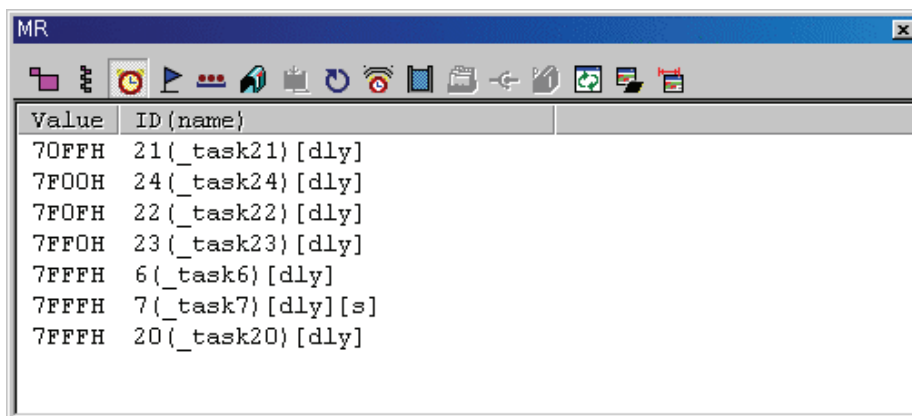 MR
Value ID(name)
70FFH 21(_task21)[dly]
7F00H 24(_task24)[dly]
7F0FH 22(_task22)[dly]
7FF0H 23(_task23)[dly]
7FFFH 6(_task6)[dly]
7FFFH 7(_task7)[dly][s]
7FFFH 20(_task20)[dly]